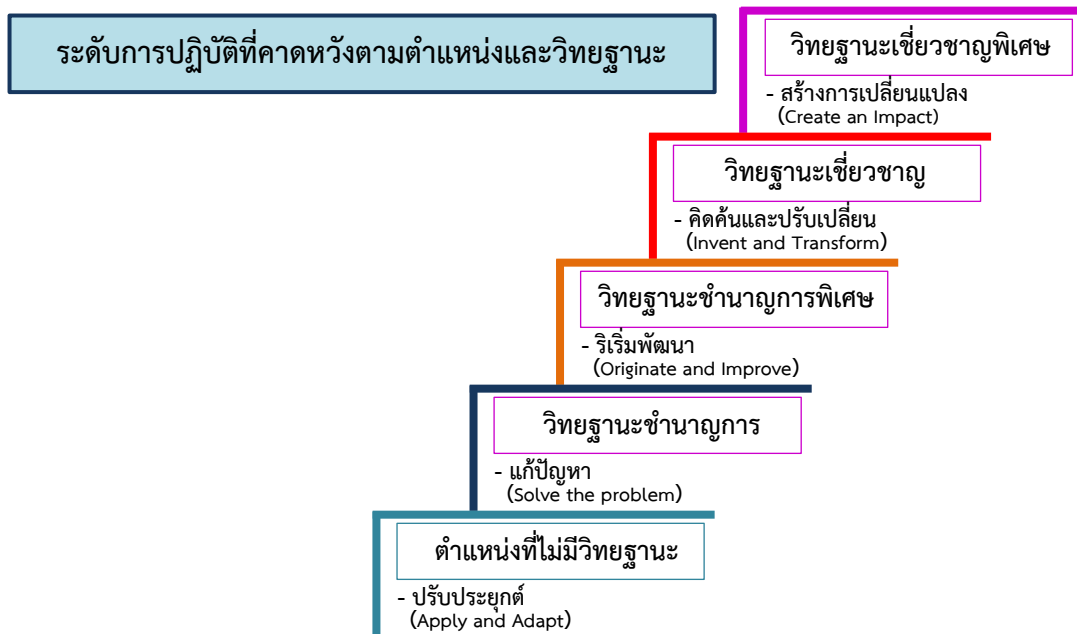 ระดับการปฏิบัติที่คาดหวังตามตำแหน่งและวิทยฐานะ
วิทยฐานะเชี่ยวชาญพิเศษ
- สร้างการเปลี่ยนแปลง
(Create an Impact)
วิทยฐานะเชี่ยวชาญ
- คิดค้นและปรับเปลี่ยน
(Invent and Transform)
วิทยฐานะชำนาญการพิเศษ
- ริเริ่มพัฒนา
(Originate and Improve)
วิทยฐานะชำนาญการ
- แก้ปัญหา
(Solve the problem)
ตำแหน่งที่ไม่มีวิทยฐานะ
- ปรับประยุกต์
(Apply and Adapt)